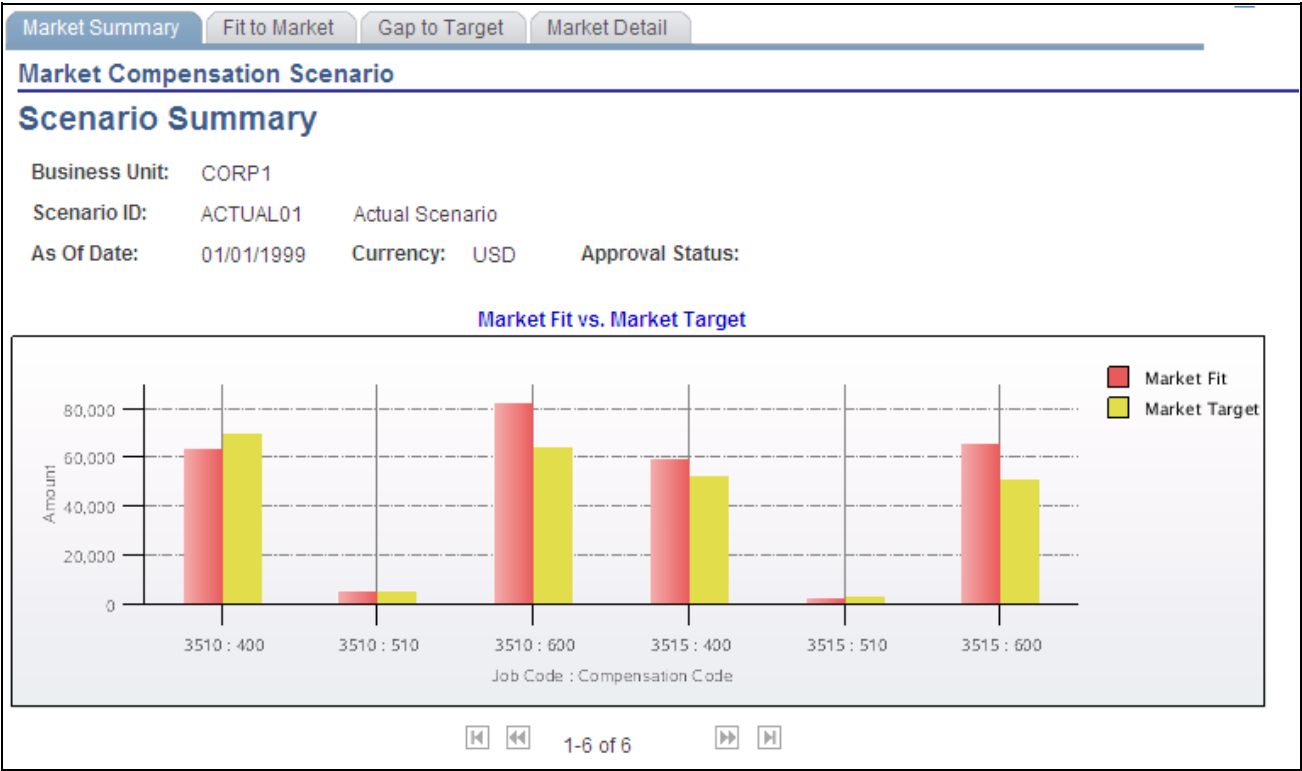 Market Summary Fit to Market Gap to Target Market Detail
Market Compensation Scenario
Scenario Summary
Business Unit: CORP1
Scenario ID: ACTUAL01 Actual Scenario
As Of Date: 01/01/1999 Currency: USD Approval Status:
Market Fit vs. Market Target
Market Fit
Market Target
80,000
60,000
40,000
20,000
0
Amount
3510 : 400 3510 : 510 3510 : 600 3515 : 400 3515 : 510 3515 : 600
Job Code : Compensation Code
1-6 of 6